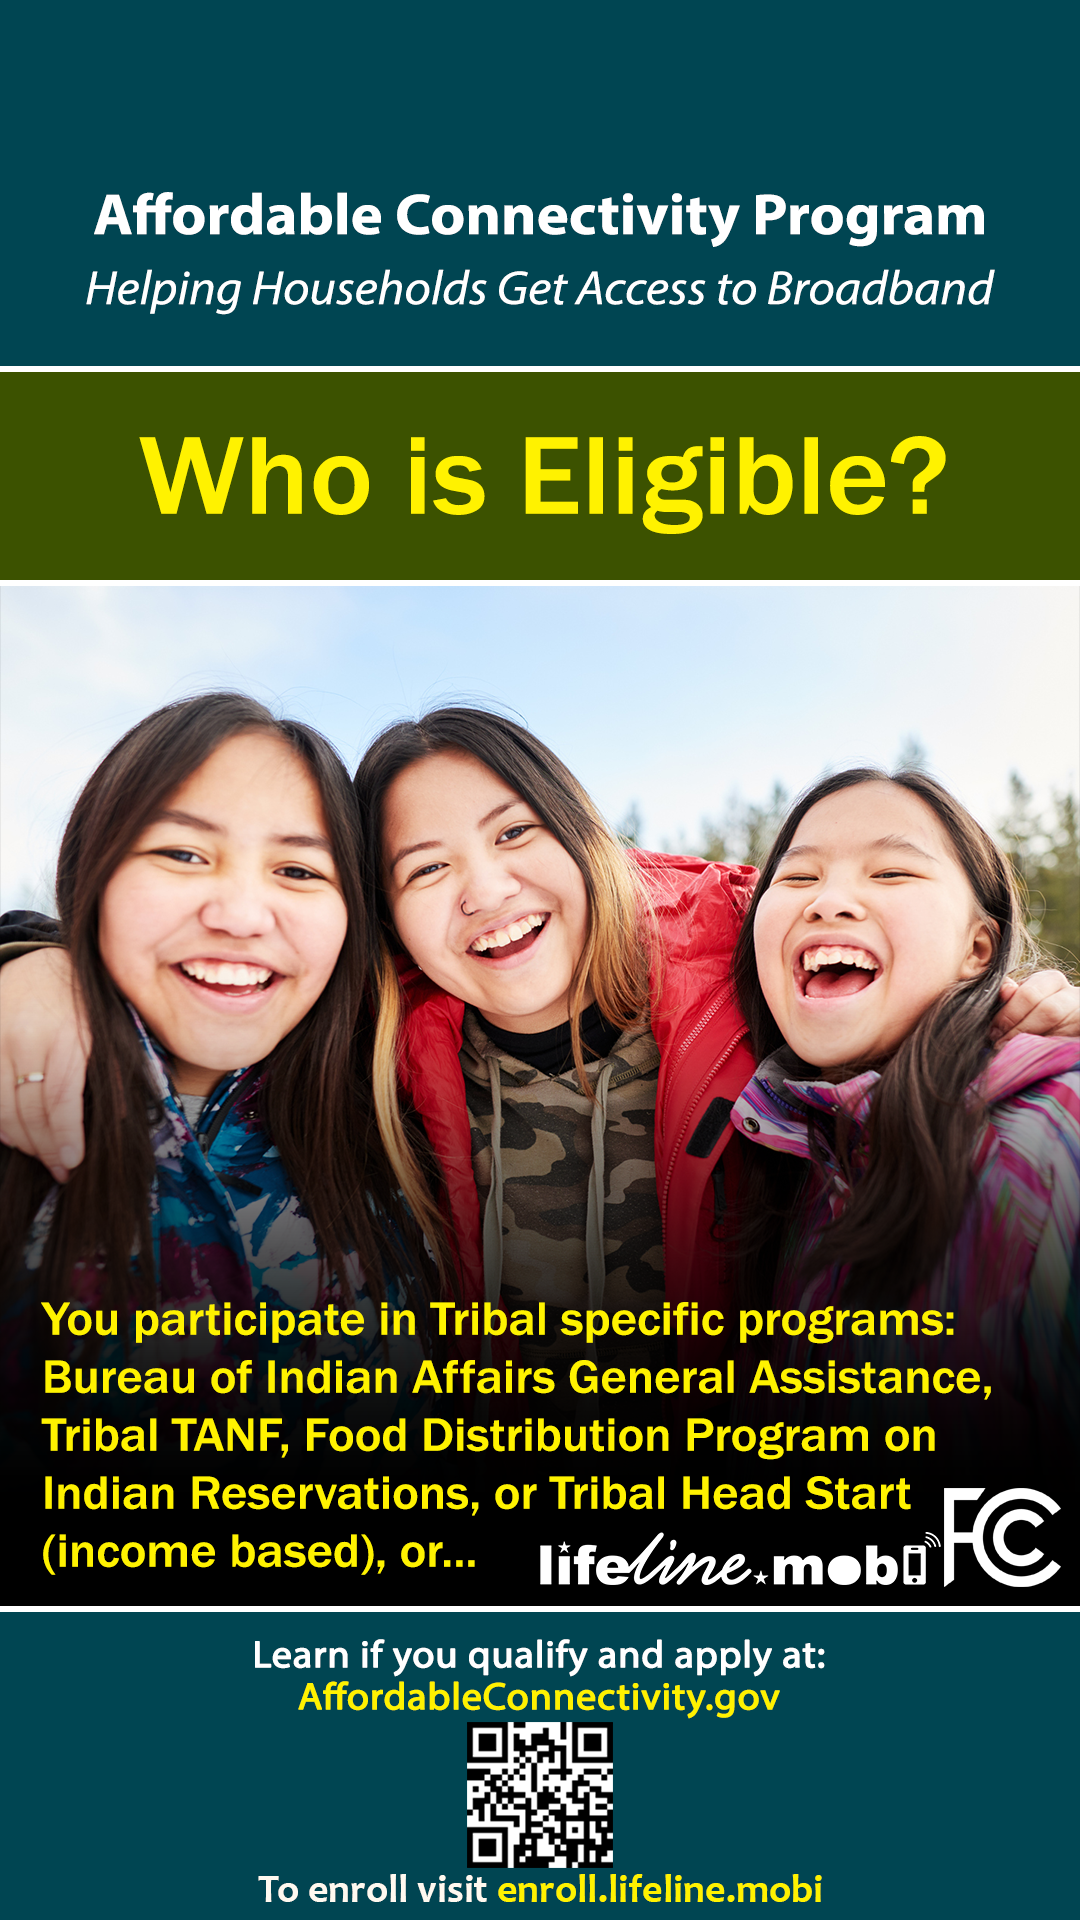 Affordable Connectivity Program
Helping Households Get Access to Broadband
Who is Eligible?
You participate in Tribal specific programs:
Bureau of Indian Affairs General Assistance,
Tribal TANF, Food Distribution Program on
Indian Reservations, or Tribal Head Start
(income based), or...
lifeline.mobi
FCC
Learn if you qualify and apply at:
AffordableConnectivity.gov
To enroll visit enroll.lifeline.mobi